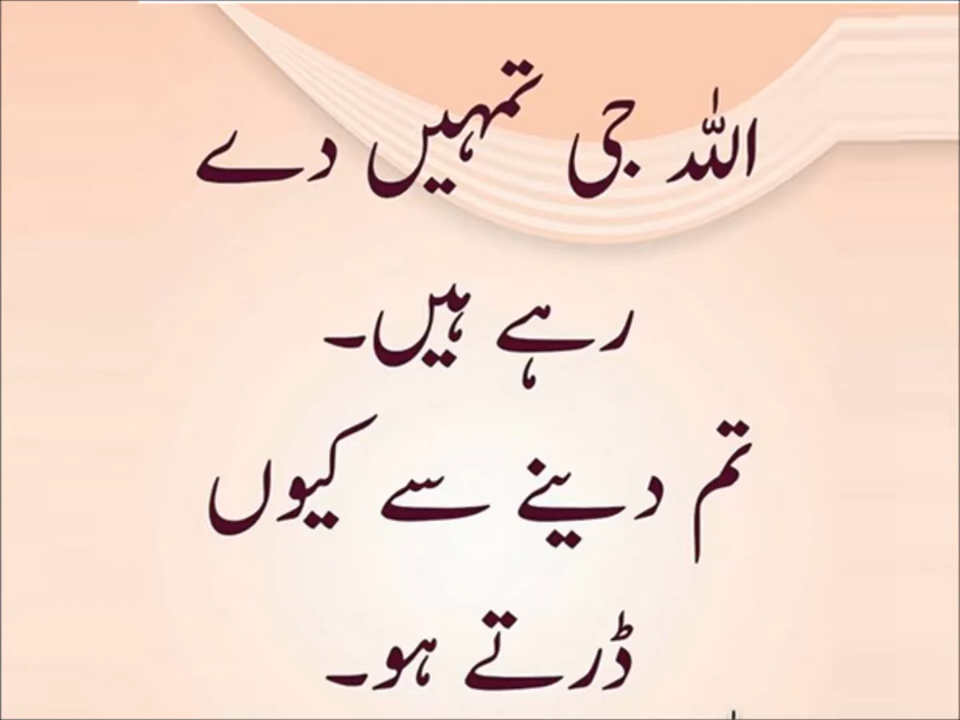 اللہ جی تمہیں دے
رہے ہیں۔
تم دینے سے کیوں
ڈرتے ہو۔